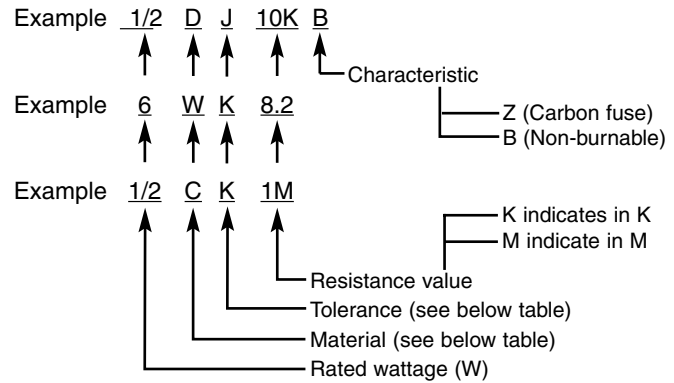 Example 1/2 D J 10K B
Characteristic
Example 6 W K 8.2
Z (Carbon fuse)
B (Non-burnable)
Example 1/2 C K 1M
K indicates in K
M indicate in M
Resistance value
Tolerance (see below table)
Material (see below table)
Rated wattage (W)